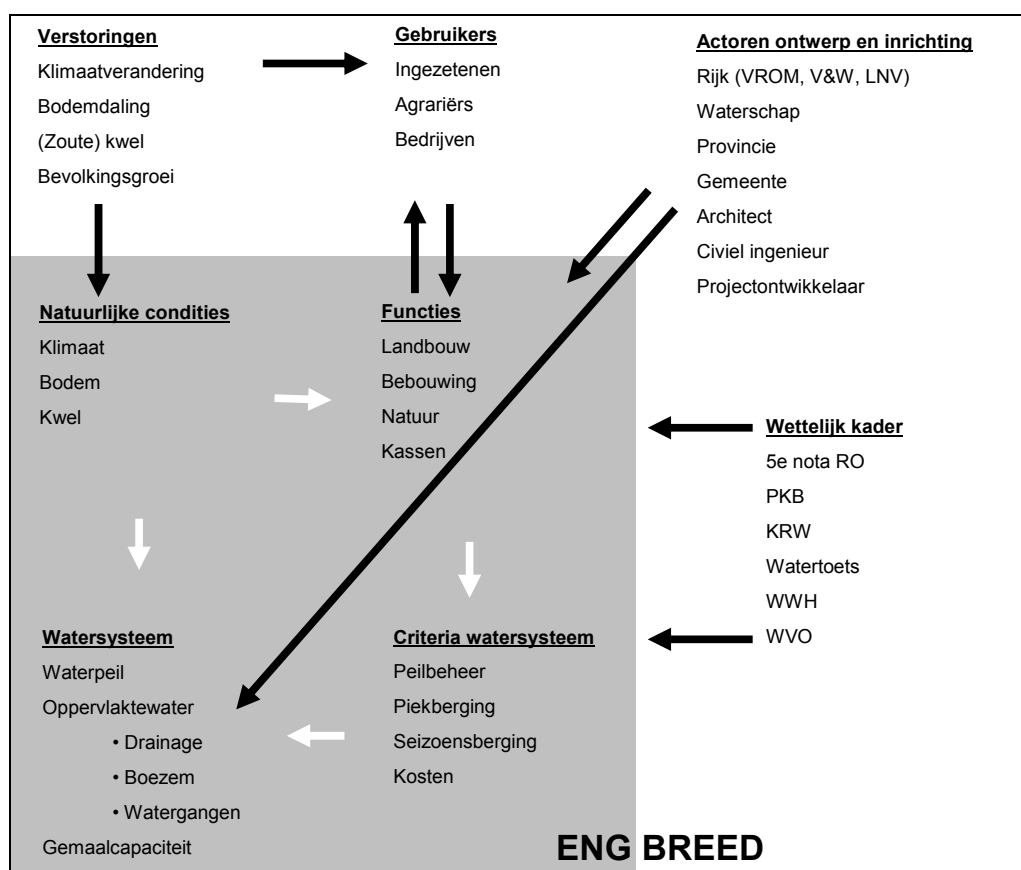 Verstoringen
Klimaatverandering
Bodemdaling
(Zoute) kwel
Bevolkingsgroei
Gebruikers
Ingezetenen
Agrariërs
Bedrijven
Actoren ontwerp en inrichting
Rijk (VROM, V&W, LNV)
Waterschap
Provincie
Gemeente
Architect
Civiel ingenieur
Projectontwikkelaar
Natuurlijke condities
Klimaat
Bodem
Kwel
Functies
Landbouw
Bebouwing
Natuur
Kassen
Wettelijk kader
5e nota RO
PKB
KRW
Watertoets
WWH
WVO
Watersysteem
Waterpeil
Oppervlaktewater
• Drainage
• Boezem
• Watergangen
Gemaalcapaciteit
Criteria watersysteem
Peilbeheer
Piekberging
Seizoensberging
Kosten
ENG BREED